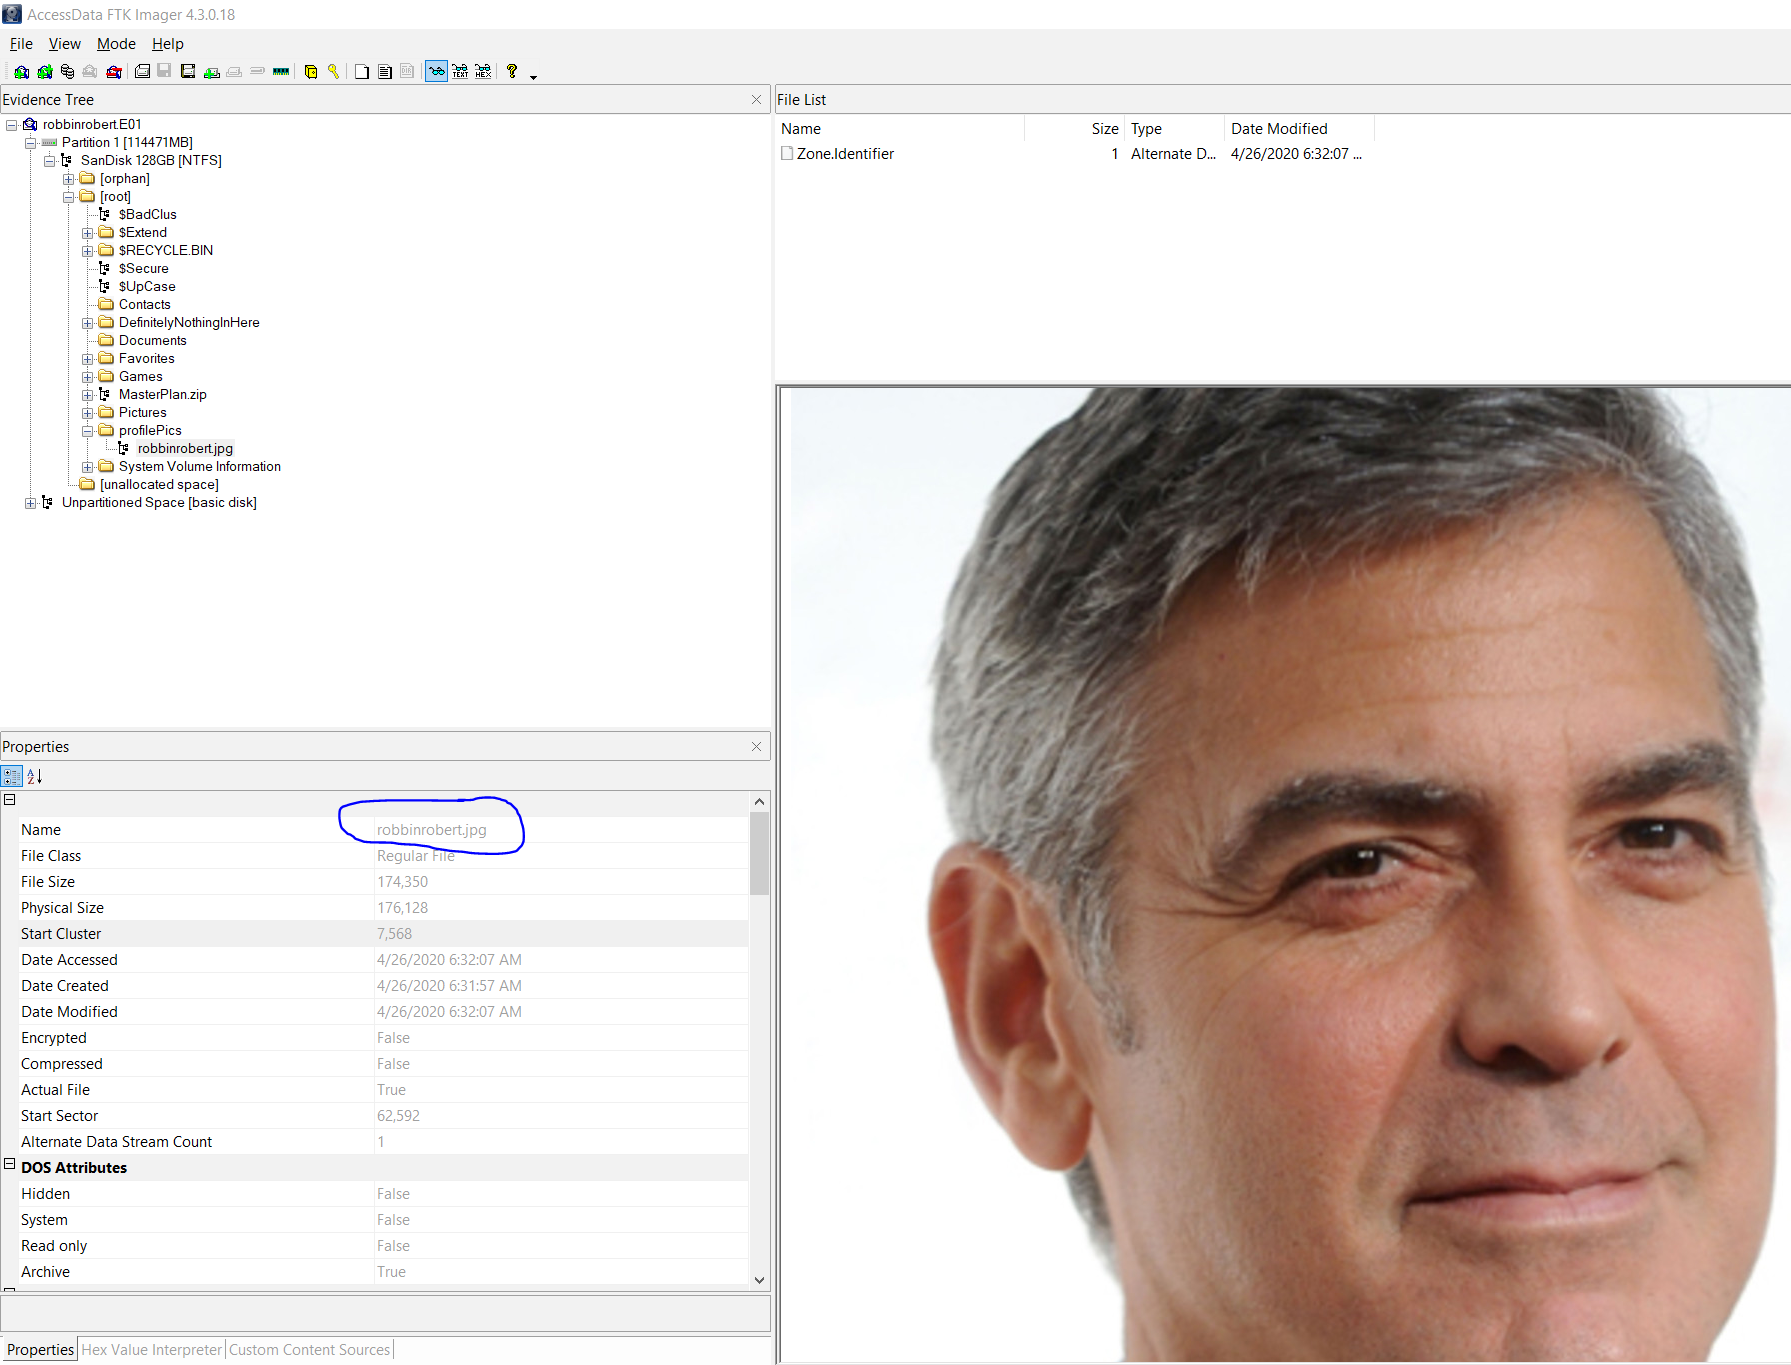 AccessData FTK Imager 4.3.0.18
File View Mode Help
Evidence Tree
robbinrobert.E01
Partition 1 [114471MB]
SanDisk 128GB [NTFS]
[orphan]
[root]
$BadClus
$Extend
$RECYCLE.BIN
$Secure
$UpCase
Contacts
DefinitelyNothingInHere
Documents
Favorites
Games
MasterPlan.zip
Pictures
profilePics
robbinrobert.jpg
System Volume Information
[unallocated space]
Unpartitioned Space [basic disk]
File List
Name Size Type Date Modified
Zone.Identifier 1 Alternate D... 4/26/2020 6:32:07 ...
Properties
Name robbinrobert.jpg
File Class Regular File
File Size 174,350
Physical Size 176,128
Start Cluster 7,568
Date Accessed 4/26/2020 6:32:07 AM
Date Created 4/26/2020 6:31:57 AM
Date Modified 4/26/2020 6:32:07 AM
Encrypted False
Compressed False
Actual File True
Start Sector 62,592
Alternate Data Stream Count 1
DOS Attributes
Hidden False
System False
Read only False
Archive True
Properties Hex Value Interpreter Custom Content Sources